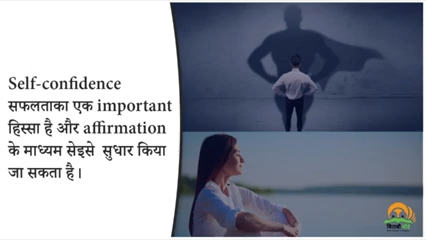 Self-confidence
सफलताका एक important
हिस्सा है और affirmation
के माध्यम सेइसे सुधार किया
जा सकता है।